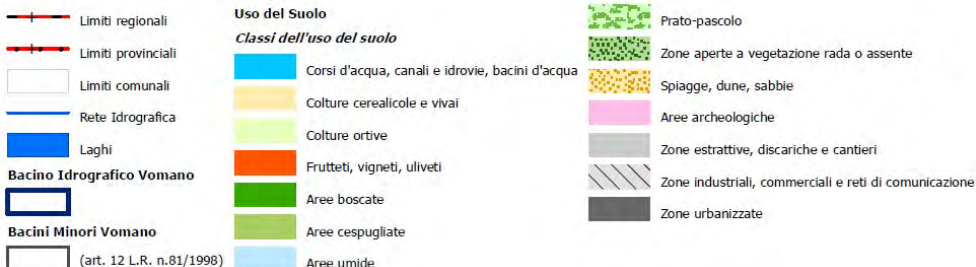 Limiti regionali
Limiti provinciali
Limiti comunali
Rete Idrografica
Laghi
Bacino Idrografico Vomano
Bacini Minori Vomano
(art. 12 L.R. n.81/1998)
Uso del Suolo
Classi dell'uso del suolo
Corsi d'acqua, canali e idrovie, bacini d'acqua
Colture cerealicole e vivai
Colture ortive
Frutteti, vigneti, uliveti
Aree boscate
Aree cespugliate
Aree umide
Prato-pascolo
Zone aperte a vegetazione rada o assente
Spiagge, dune, sabbie
Aree archeologiche
Zone estrattive, discariche e cantieri
Zone industriali, commerciali e reti di comunicazione
Zone urbanizzate